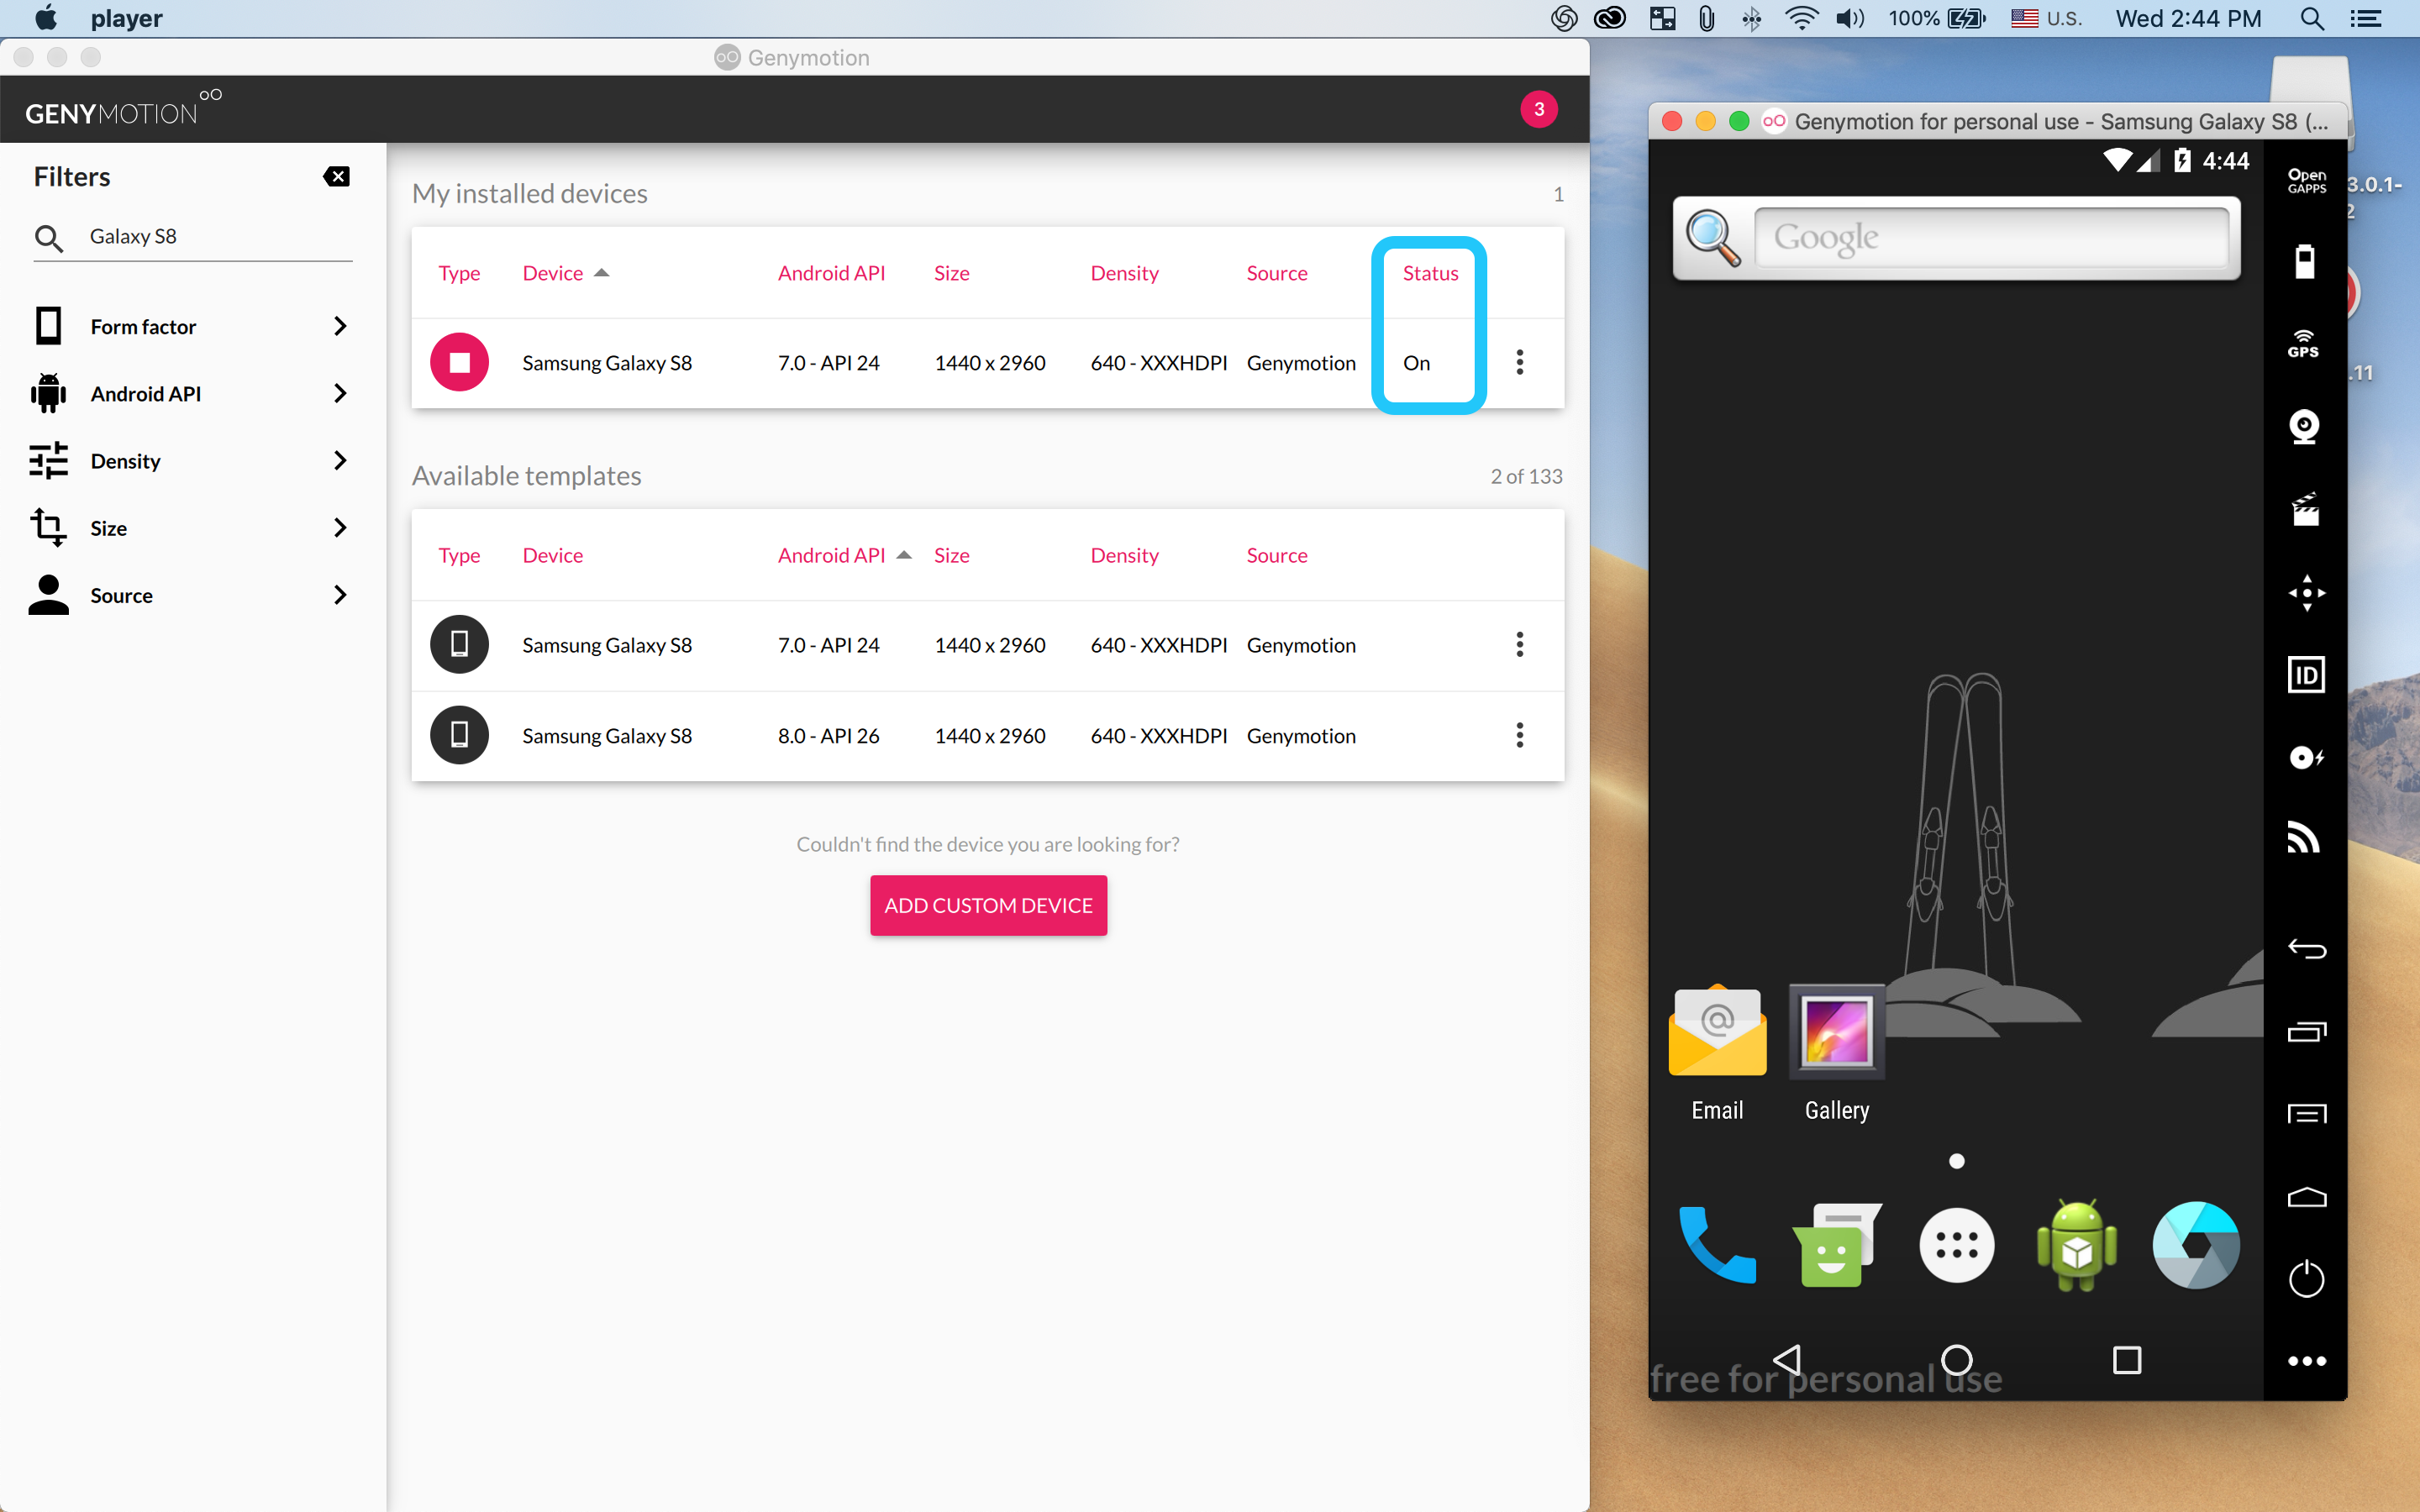 player
100%
U.S.
Wed 2:44 PM
Genymotion
GENYMOTION
3
Filters
Galaxy S8
Form factor
Android API
Density
Size
Source
My installed devices
1
Type Device Android API Size Density Source Status
Samsung Galaxy S8 7.0 - API 24 1440 x 2960 640 - XXXHDPI Genymotion On
Available templates
2 of 133
Type Device Android API Size Density Source
Samsung Galaxy S8 7.0 - API 24 1440 x 2960 640 - XXXHDPI Genymotion
Samsung Galaxy S8 8.0 - API 26 1440 x 2960 640 - XXXHDPI Genymotion
Couldn't find the device you are looking for?
ADD CUSTOM DEVICE
Genymotion for personal use - Samsung Galaxy S8 (...
4:44
Google
Open
GAPPS
GPS
ID
Email Gallery
free for personal use
3.0.1-
2
.11